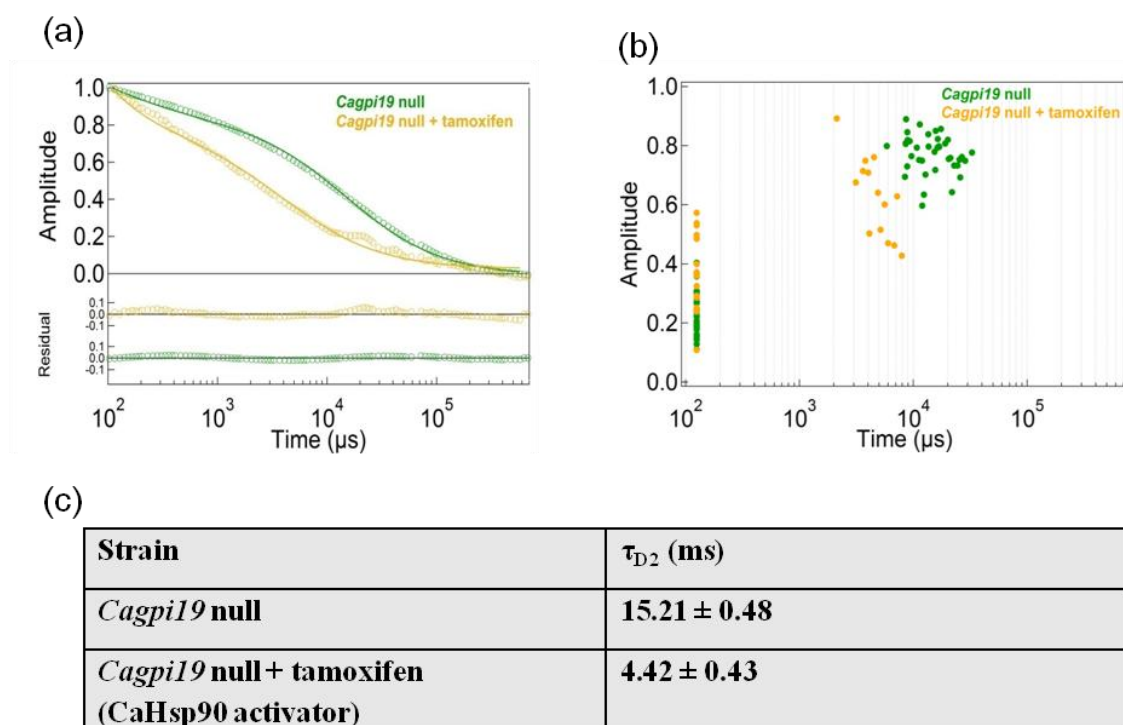 (a)
1.0
0.8
0.6
0.4
0.2
0.0
Amplitude
Cagpi19 null
Cagpi19 null + tamoxifen
0.1
0.0
-0.1
0.1
0.0
-0.1
Residual
10² 10³ 10⁴ 10⁵
Time (µs)
(b)
1.0
0.8
0.6
0.4
0.2
0.0
Amplitude
Cagpi19 null
Cagpi19 null + tamoxifen
10² 10³ 10⁴ 10⁵
Time (µs)
(c)
Strain τD2 (ms)
Cagpi19 null 15.21 ± 0.48
Cagpi19 null + tamoxifen 4.42 ± 0.43
(CaHsp90 activator)